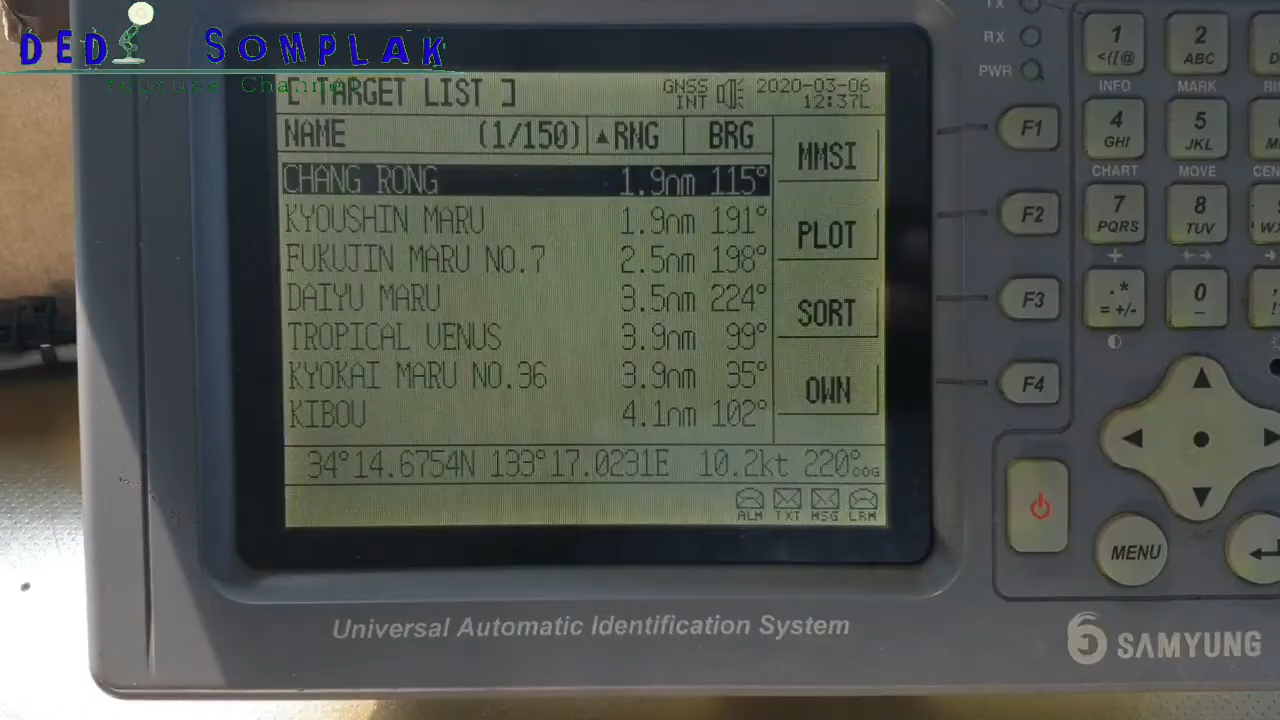 DEDI SOMPLAK
Youtube Channel
[ TARGET LIST ]
GNSS INT 2020-03-06 12:37L
NAME (1/150) ▲RNG BRG
CHANG RONG 1.9nm 115°
KYOUSHIN MARU 1.9nm 191°
FUKUJIN MARU NO.7 2.5nm 198°
DAIYU MARU 3.5nm 224°
TROPICAL VENUS 3.9nm 99°
KYOKAI MARU NO.36 3.9nm 35°
KIBOU 4.1nm 102°
34°14.6754N 133°17.0231E 10.2kt 220°COG
ALM TXT MSG LRM
MMSI
PLOT
SORT
OWN
TX
RX
PWR
F1
F2
F3
F4
1 2
<([@ ABC
INFO MARK
4 5
GHI JKL
CHART MOVE
7 8
PQRS TUV
.* 0
= +/- _
MENU
Universal Automatic Identification System
SAMYUNG